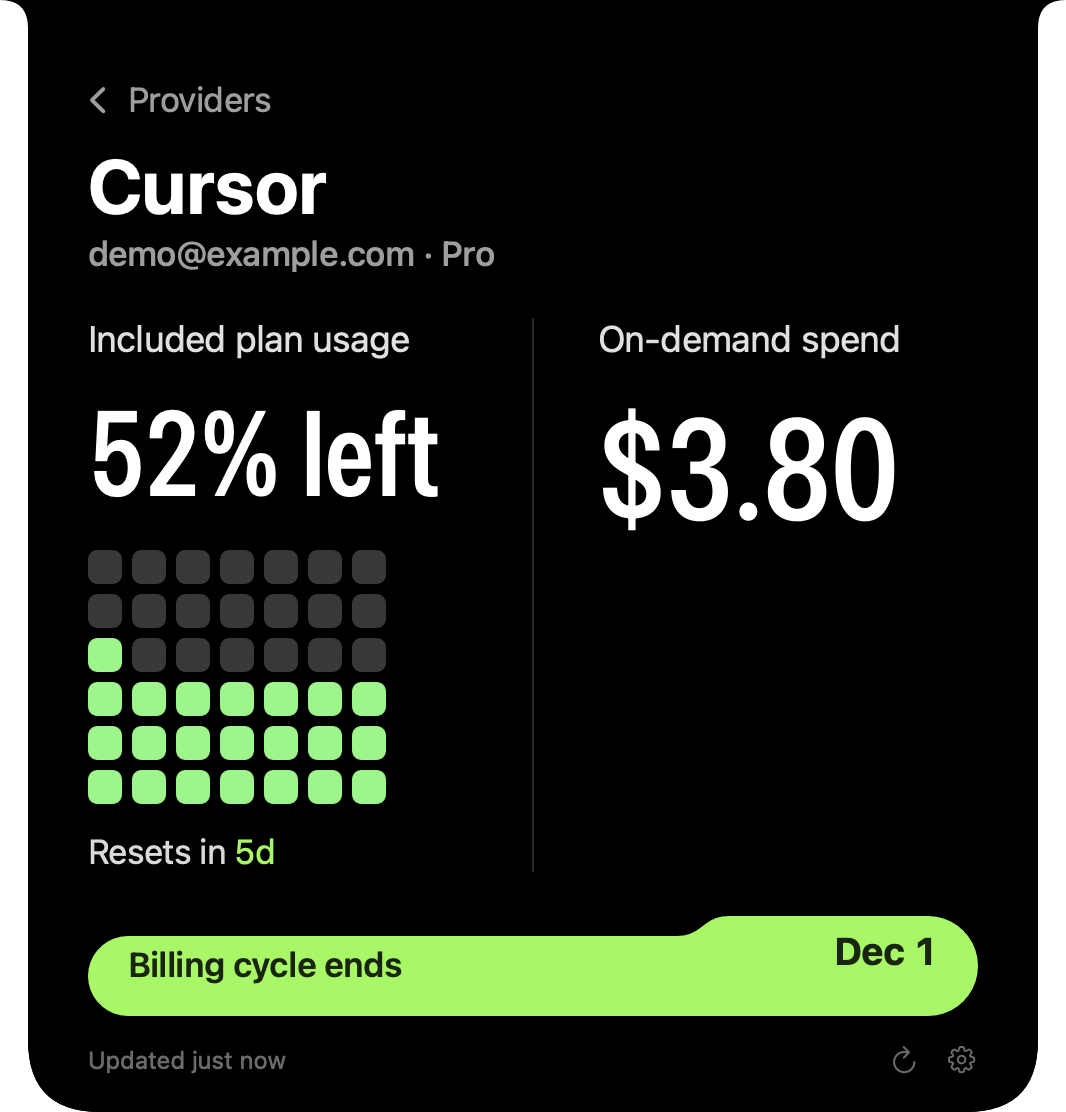 Providers
Cursor
demo@example.com · Pro
Included plan usage
52% left
Resets in 5d
On-demand spend
$3.80
Billing cycle ends
Dec 1
Updated just now